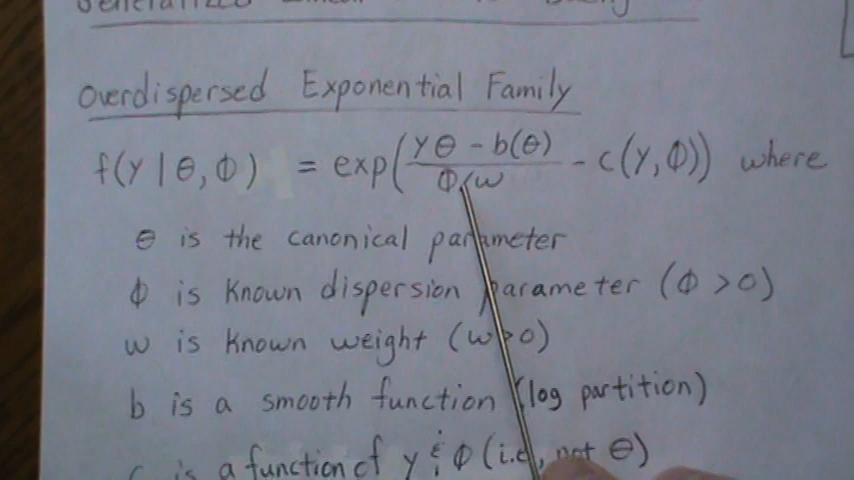 Overdispersed Exponential Family
f(y | θ, Φ) = exp(yθ - b(θ) / Φ/w - c(y, Φ)) where
θ is the canonical parameter
Φ is known dispersion parameter (Φ > 0)
w is known weight (w > 0)
b is a smooth function (log partition)
c is a function of y & Φ (i.e., not θ)